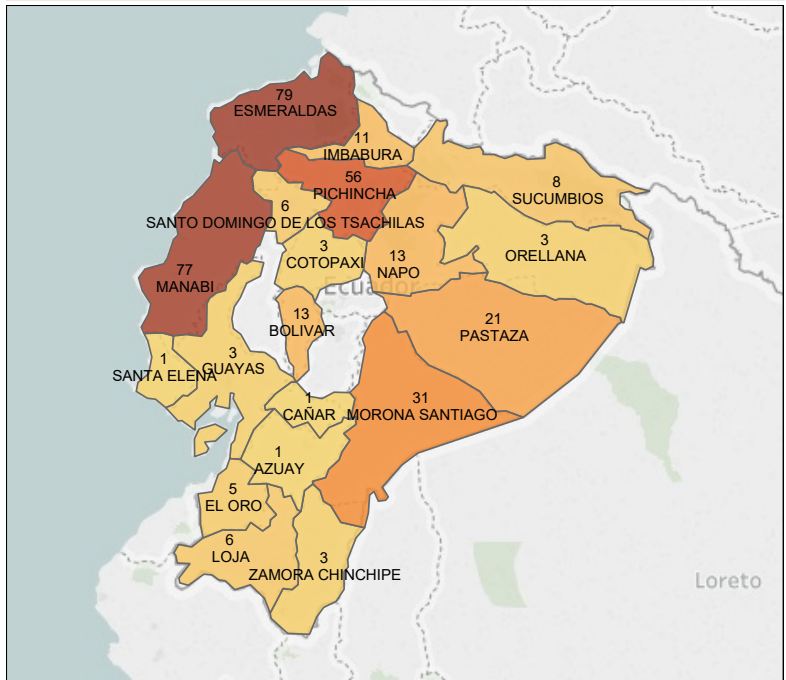 79
ESMERALDAS
11
IMBABURA
56
PICHINCHA
8
SUCUMBIOS
6
SANTO DOMINGO DE LOS TSACHILAS
3
COTOPAXI
13
NAPO
3
ORELLANA
77
MANABI
Ecuador
13
BOLIVAR
21
PASTAZA
1
SANTA ELENA
3
GUAYAS
1
CAÑAR
31
MORONA SANTIAGO
1
AZUAY
5
EL ORO
6
LOJA
3
ZAMORA CHINCHIPE
Loreto